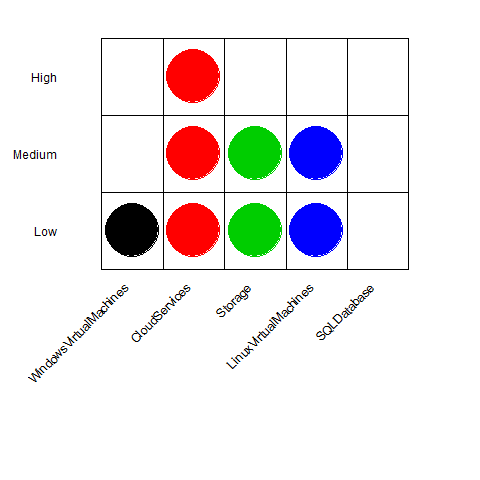 High
Medium
Low
WindowsVirtualMachines
CloudServices
Storage
LinuxVirtualMachines
SQLDatabase